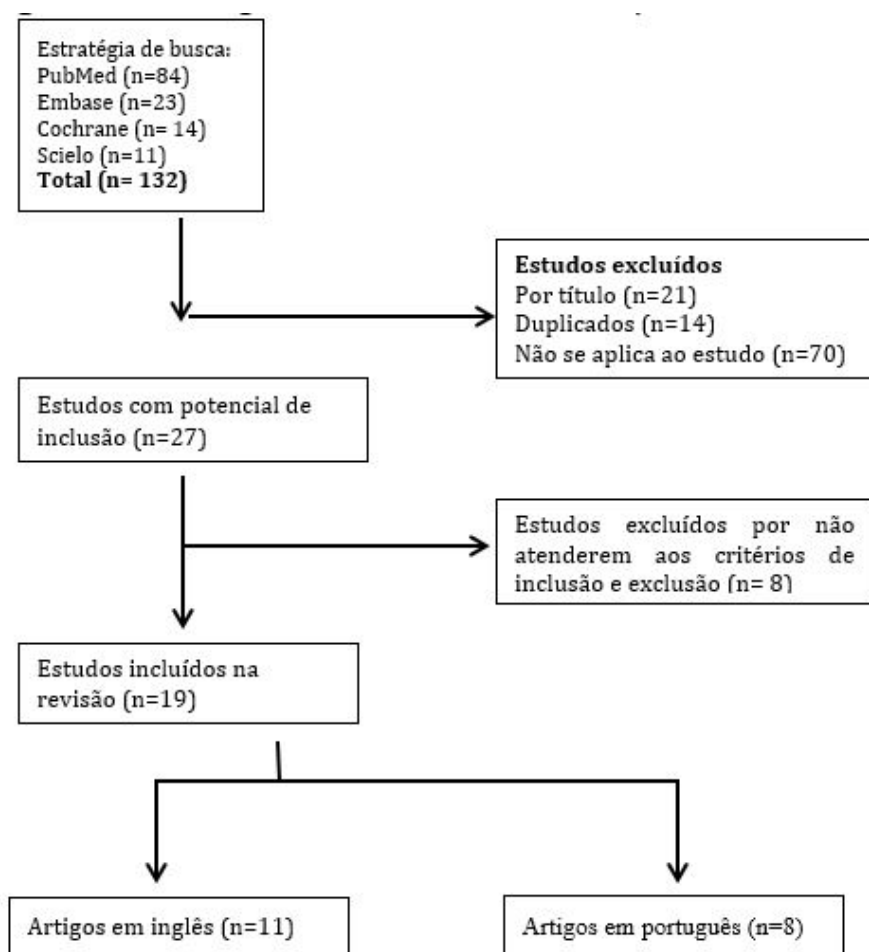 Estratégia de busca:
PubMed (n=84)
Embase (n=23)
Cochrane (n= 14)
Scielo (n=11)
Total (n= 132)
Estudos excluídos
Por título (n=21)
Duplicados (n=14)
Não se aplica ao estudo (n=70)
Estudos com potencial de
inclusão (n=27)
Estudos excluídos por não
atenderem aos critérios de
inclusão e exclusão (n= 8)
Estudos incluídos na
revisão (n=19)
Artigos em inglês (n=11)
Artigos em português (n=8)